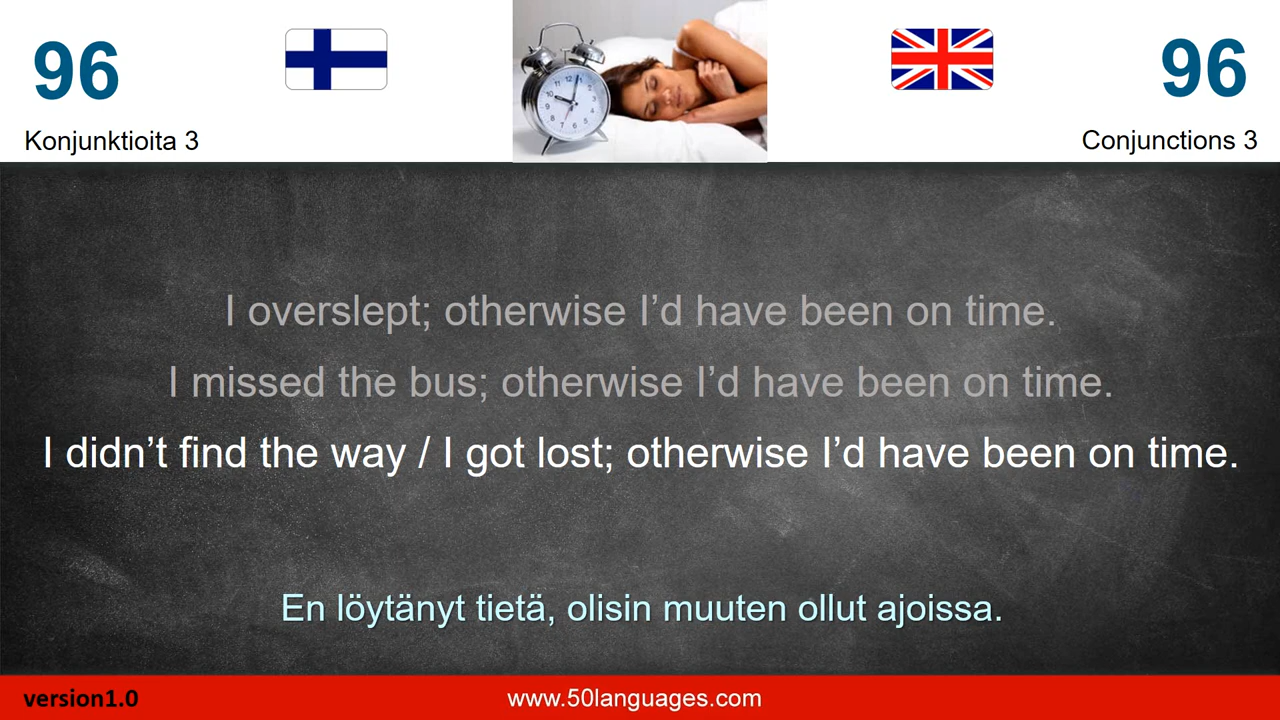 96
96
Konjunktioita 3
Conjunctions 3
I overslept; otherwise I’d have been on time.
I missed the bus; otherwise I’d have been on time.
I didn’t find the way / I got lost; otherwise I’d have been on time.
En löytänyt tietä, olisin muuten ollut ajoissa.
version1.0
www.50languages.com